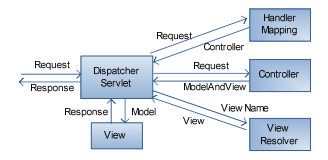 Request
Handler
Mapping
Controller
Request
Response
Dispatcher
Servlet
Request
ModelAndView
Controller
Response
Model
View Name
View
View
View
Resolver